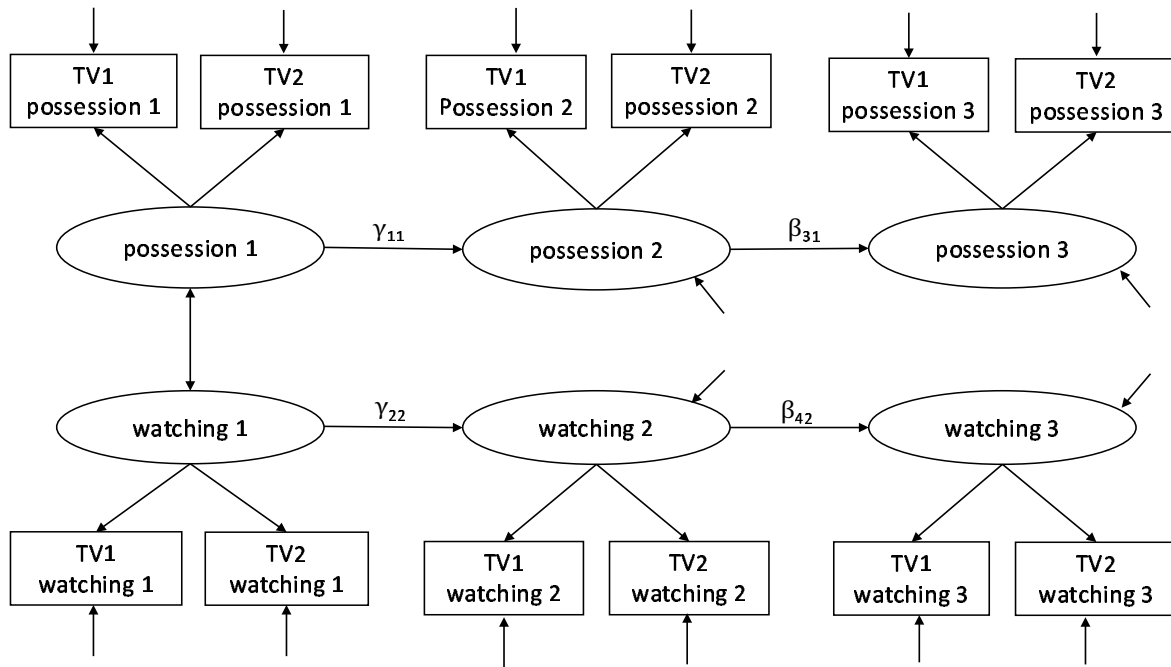 TV1
possession 1
TV2
possession 1
TV1
Possession 2
TV2
possession 2
TV1
possession 3
TV2
possession 3
possession 1
γ₁₁
possession 2
β₃₁
possession 3
watching 1
γ₂₂
watching 2
β₄₂
watching 3
TV1
watching 1
TV2
watching 1
TV1
watching 2
TV2
watching 2
TV1
watching 3
TV2
watching 3